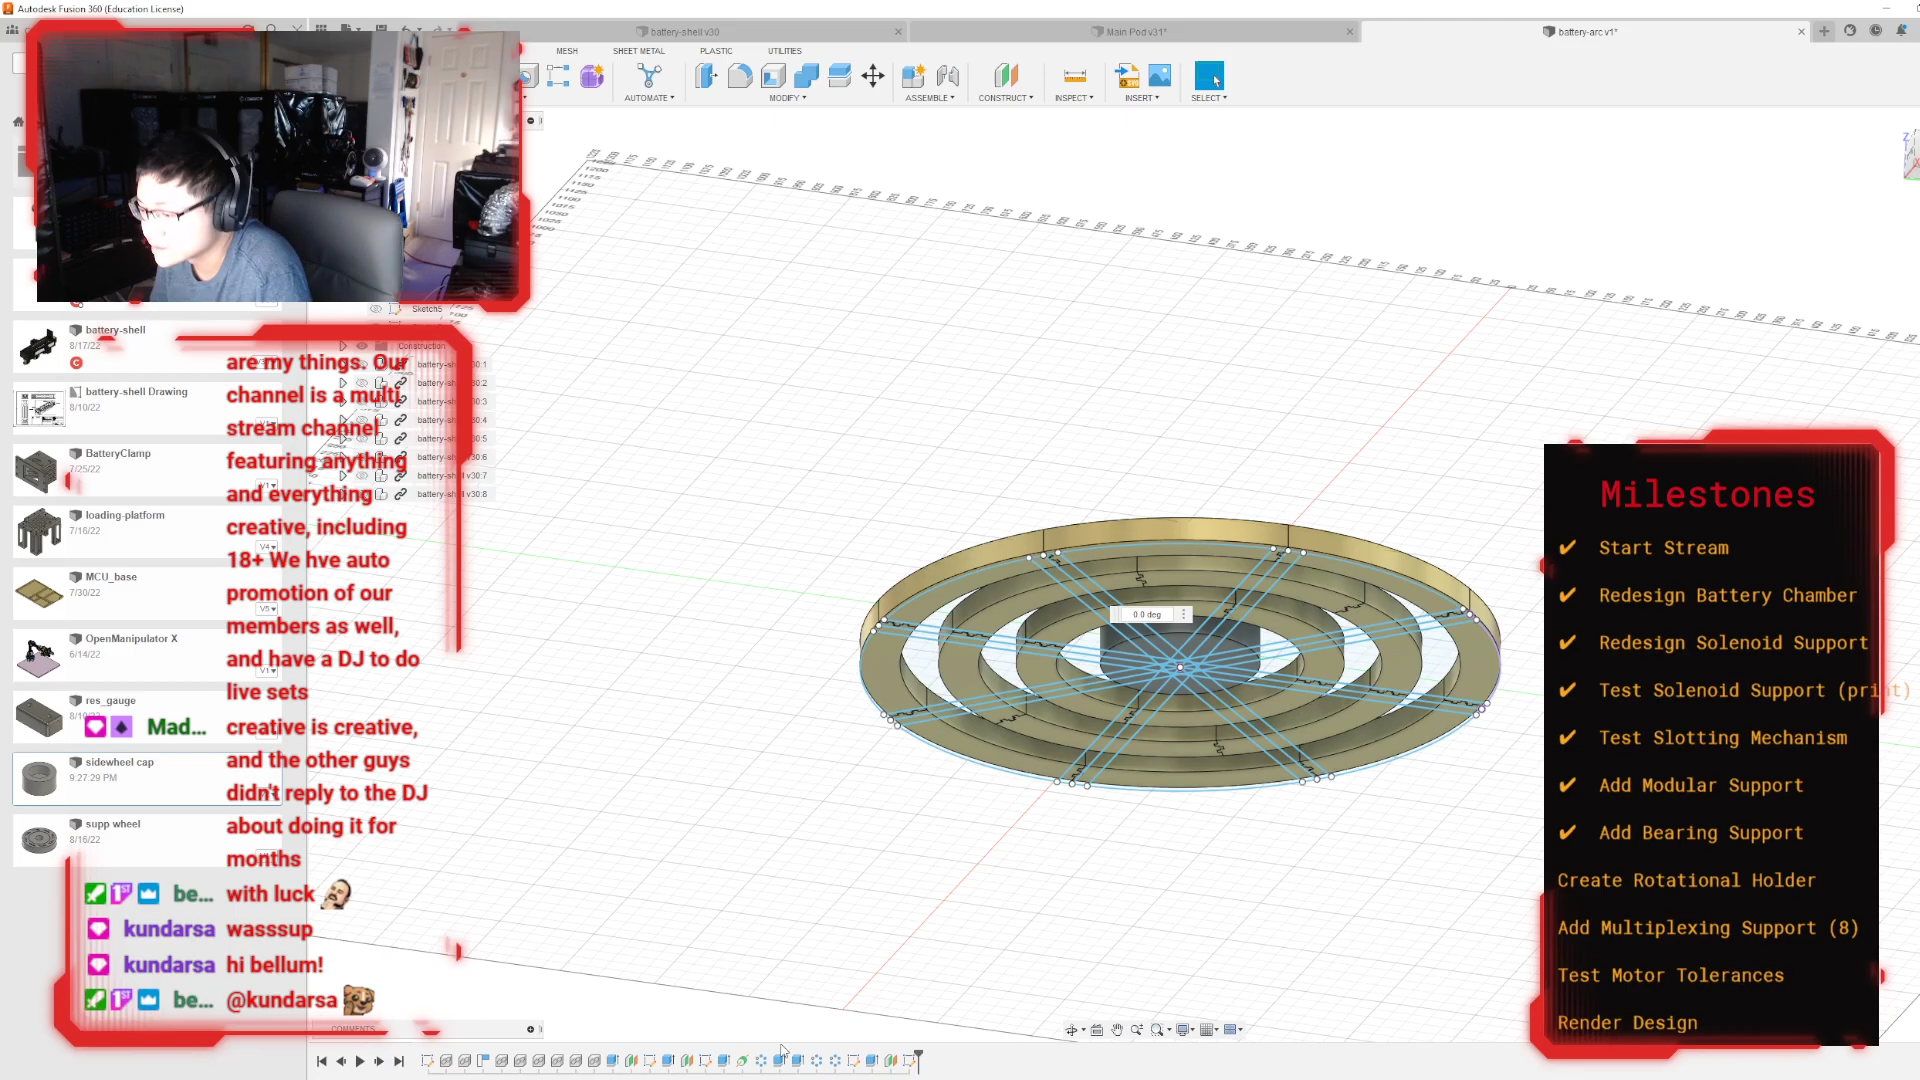 Autodesk Fusion 360 (Education License)
battery-shell v30
Main Pod v31*
battery-arc v1*
MESH
SHEET METAL
PLASTIC
UTILITIES
AUTOMATE
MODIFY
ASSEMBLE
CONSTRUCT
INSPECT
INSERT
SELECT
Sketch5
Construction
battery-shell
8/17/22
battery-shell Drawing
8/10/22
BatteryClamp
7/25/22
V1
loading-platform
7/16/22
V4
MCU_base
7/30/22
V5
OpenManipulator X
6/14/22
V1
res_gauge
sidewheel cap
9:27:29 PM
supp wheel
8/16/22
are my things. Our
channel is a multi
stream channel
featuring anything
and everything
creative, including
18+ We hve auto
promotion of our
members as well,
and have a DJ to do
live sets
Mad... creative is creative,
and the other guys
didn't reply to the DJ
about doing it for
months
be... with luck
kundarsa wasssup
kundarsa hi bellum!
be... @kundarsa
COMMENTS
0.0 deg
Milestones
✔ Start Stream
✔ Redesign Battery Chamber
✔ Redesign Solenoid Support
✔ Test Solenoid Support (print)
✔ Test Slotting Mechanism
✔ Add Modular Support
✔ Add Bearing Support
Create Rotational Holder
Add Multiplexing Support (8)
Test Motor Tolerances
Render Design